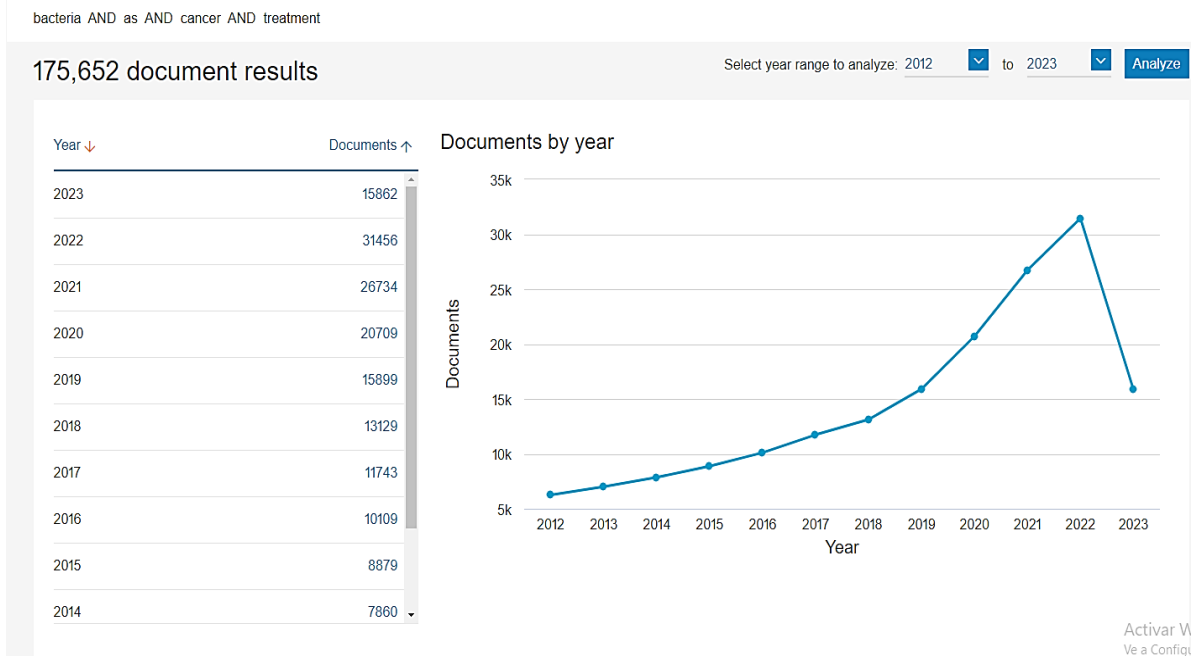 bacteria AND as AND cancer AND treatment
175,652 document results
Select year range to analyze: 2012 to 2023 Analyze
Year Documents
2023 15862
2022 31456
2021 26734
2020 20709
2019 15899
2018 13129
2017 11743
2016 10109
2015 8879
2014 7860
Documents by year
35k
30k
25k
20k
15k
10k
5k
Documents
2012 2013 2014 2015 2016 2017 2018 2019 2020 2021 2022 2023
Year
Activar W
Ve a Configu